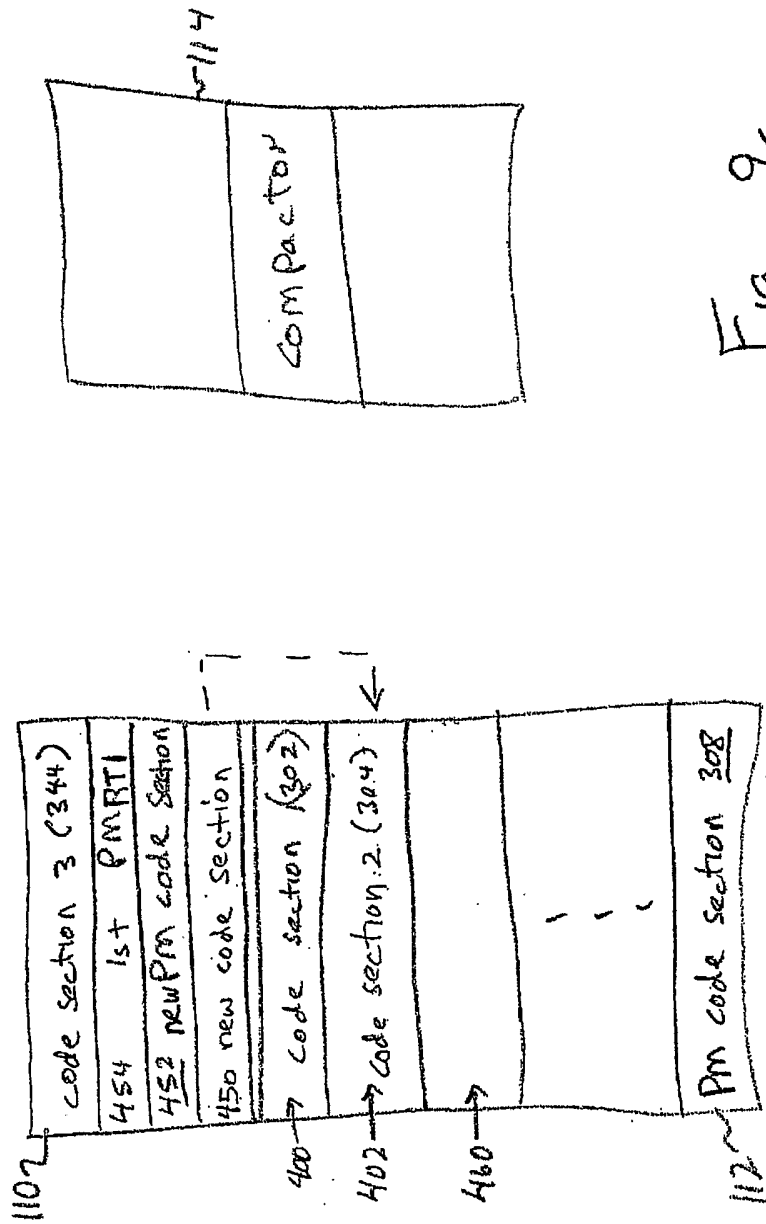 110
code section 3 (344)
454 1st PMRTI
452 new PM code section
450 new code section
400 code section 1 (302)
402 code section 2 (304)
460
112 PM code section 308
114
Compactor
Fig. 9